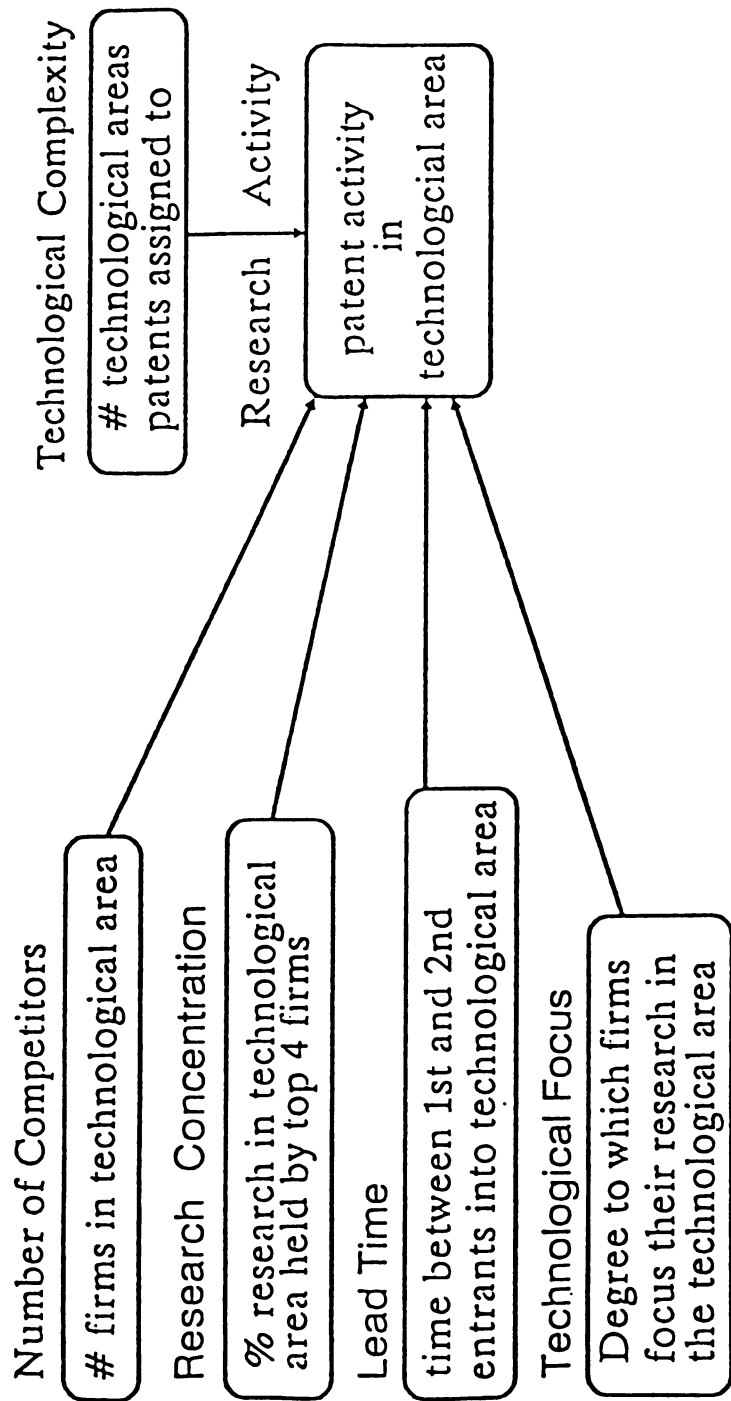 Number of Competitors
# firms in technological area
Research Concentration
% research in technological
area held by top 4 firms
Lead Time
time between 1st and 2nd
entrants into technological area
Technological Focus
Degree to which firms
focus their research in
the technological area
Technological Complexity
# technological areas
patents assigned to
Research Activity
patent activity
in
technologcial area